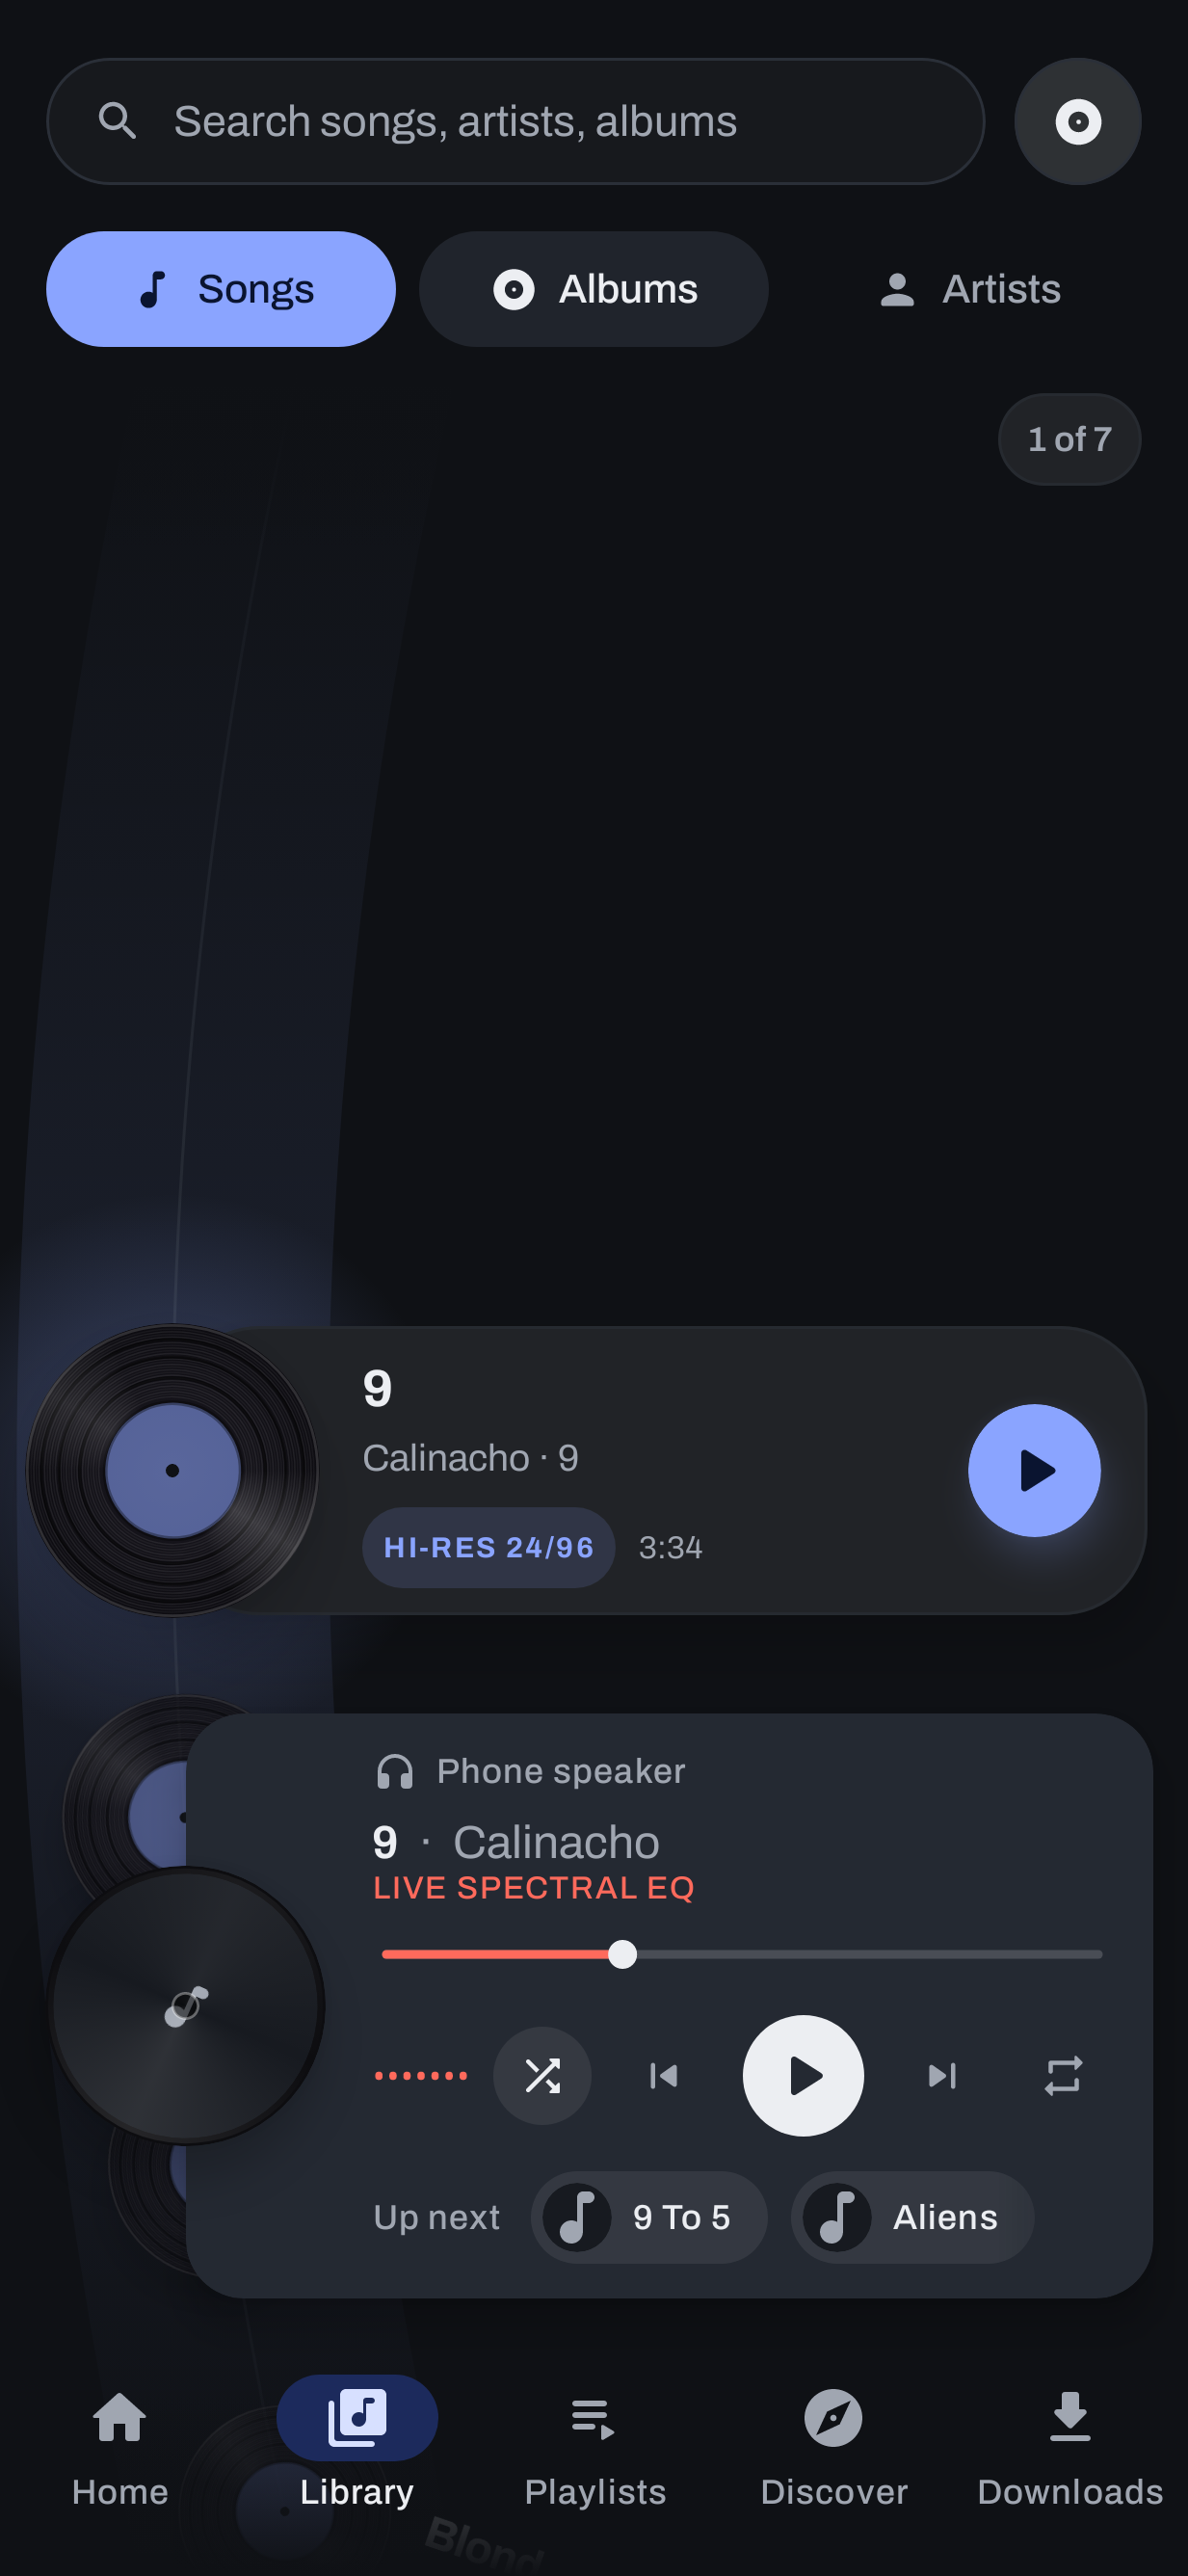 Search songs, artists, albums
Songs
Albums
Artists
1 of 7
9
Calinacho · 9
HI-RES 24/96
3:34
Phone speaker
9 · Calinacho
LIVE SPECTRAL EQ
Up next
9 To 5
Aliens
Home
Library
Playlists
Discover
Downloads
Blond